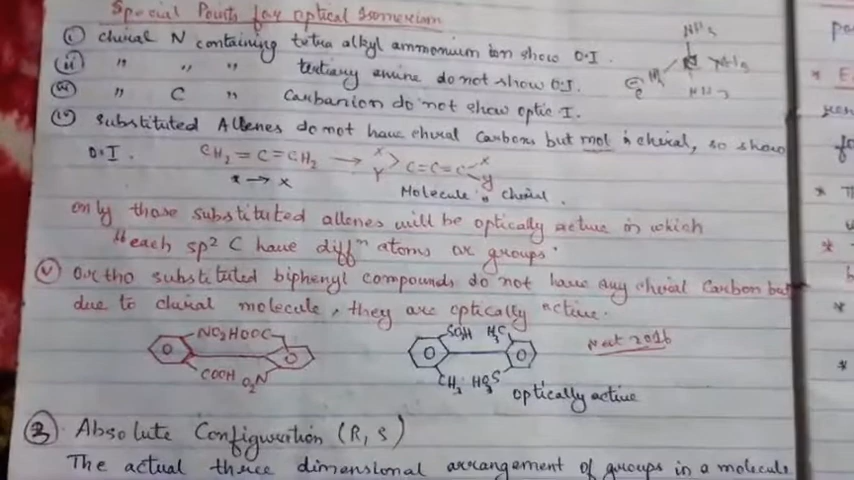 Special Points for optical Isomerism
(i) chiral N containing tetra alkyl ammonium ion show O.I.
(ii) " " " tertiary amine do not show O.I.
(iii) " C " Carbanion do not show optic I.
(iv) substituted Allenes do not have chiral carbons but mol is chiral, so show
O.I. CH2=C=CH2 → X Y >C=C=C< X y
* → X
Molecule is chiral.
only those substituted allenes will be optically active in which
"each sp2 C have diffn atoms or groups"
(v) Ortho substituted biphenyl compounds do not have any chiral Carbon but
due to chiral molecule, they are optically active.
NO2 HOOC
COOH O2N
SO3H H3C
CH3 HO3S
Neet 2016
optically active
(3) Absolute Configuration (R, S)
The actual three dimensional arrangement of groups in a molecule